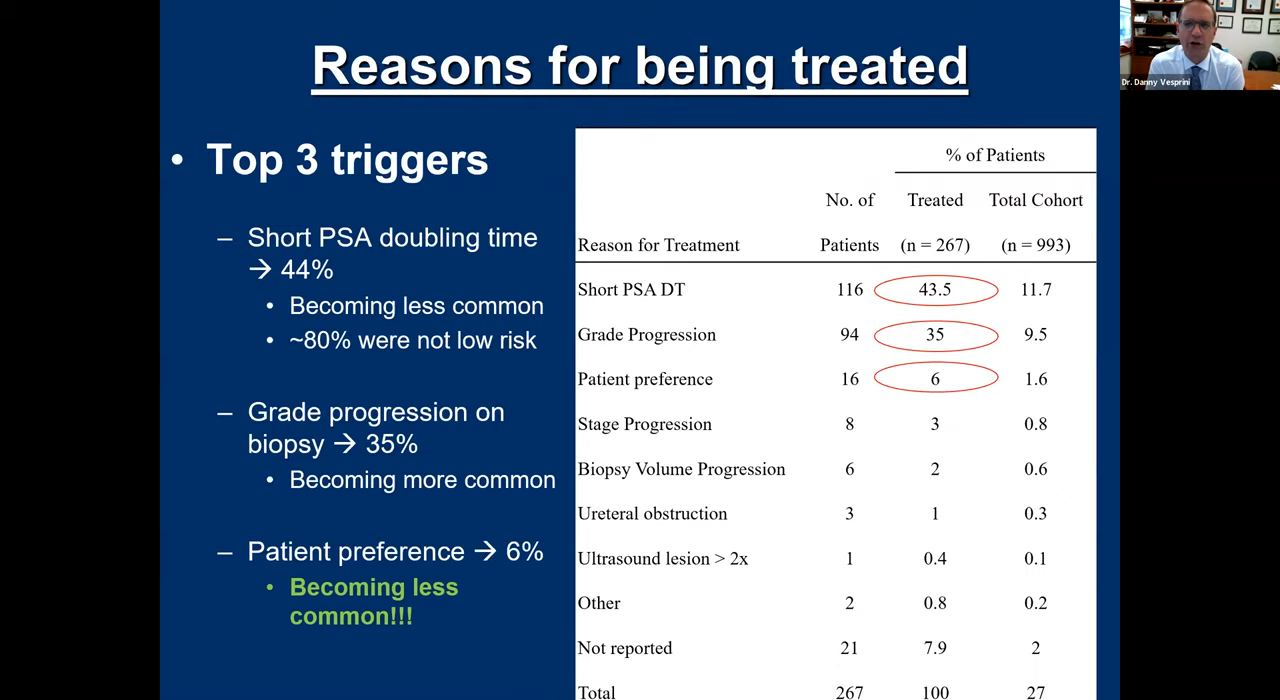 Reasons for being treated
Dr. Danny Vesprini
• Top 3 triggers
– Short PSA doubling time
→ 44%
• Becoming less common
• ~80% were not low risk
– Grade progression on
biopsy → 35%
• Becoming more common
– Patient preference → 6%
• Becoming less
common!!!
% of Patients
No. of Treated Total Cohort
Reason for Treatment Patients (n = 267) (n = 993)
Short PSA DT 116 43.5 11.7
Grade Progression 94 35 9.5
Patient preference 16 6 1.6
Stage Progression 8 3 0.8
Biopsy Volume Progression 6 2 0.6
Ureteral obstruction 3 1 0.3
Ultrasound lesion > 2x 1 0.4 0.1
Other 2 0.8 0.2
Not reported 21 7.9 2
Total 267 100 27